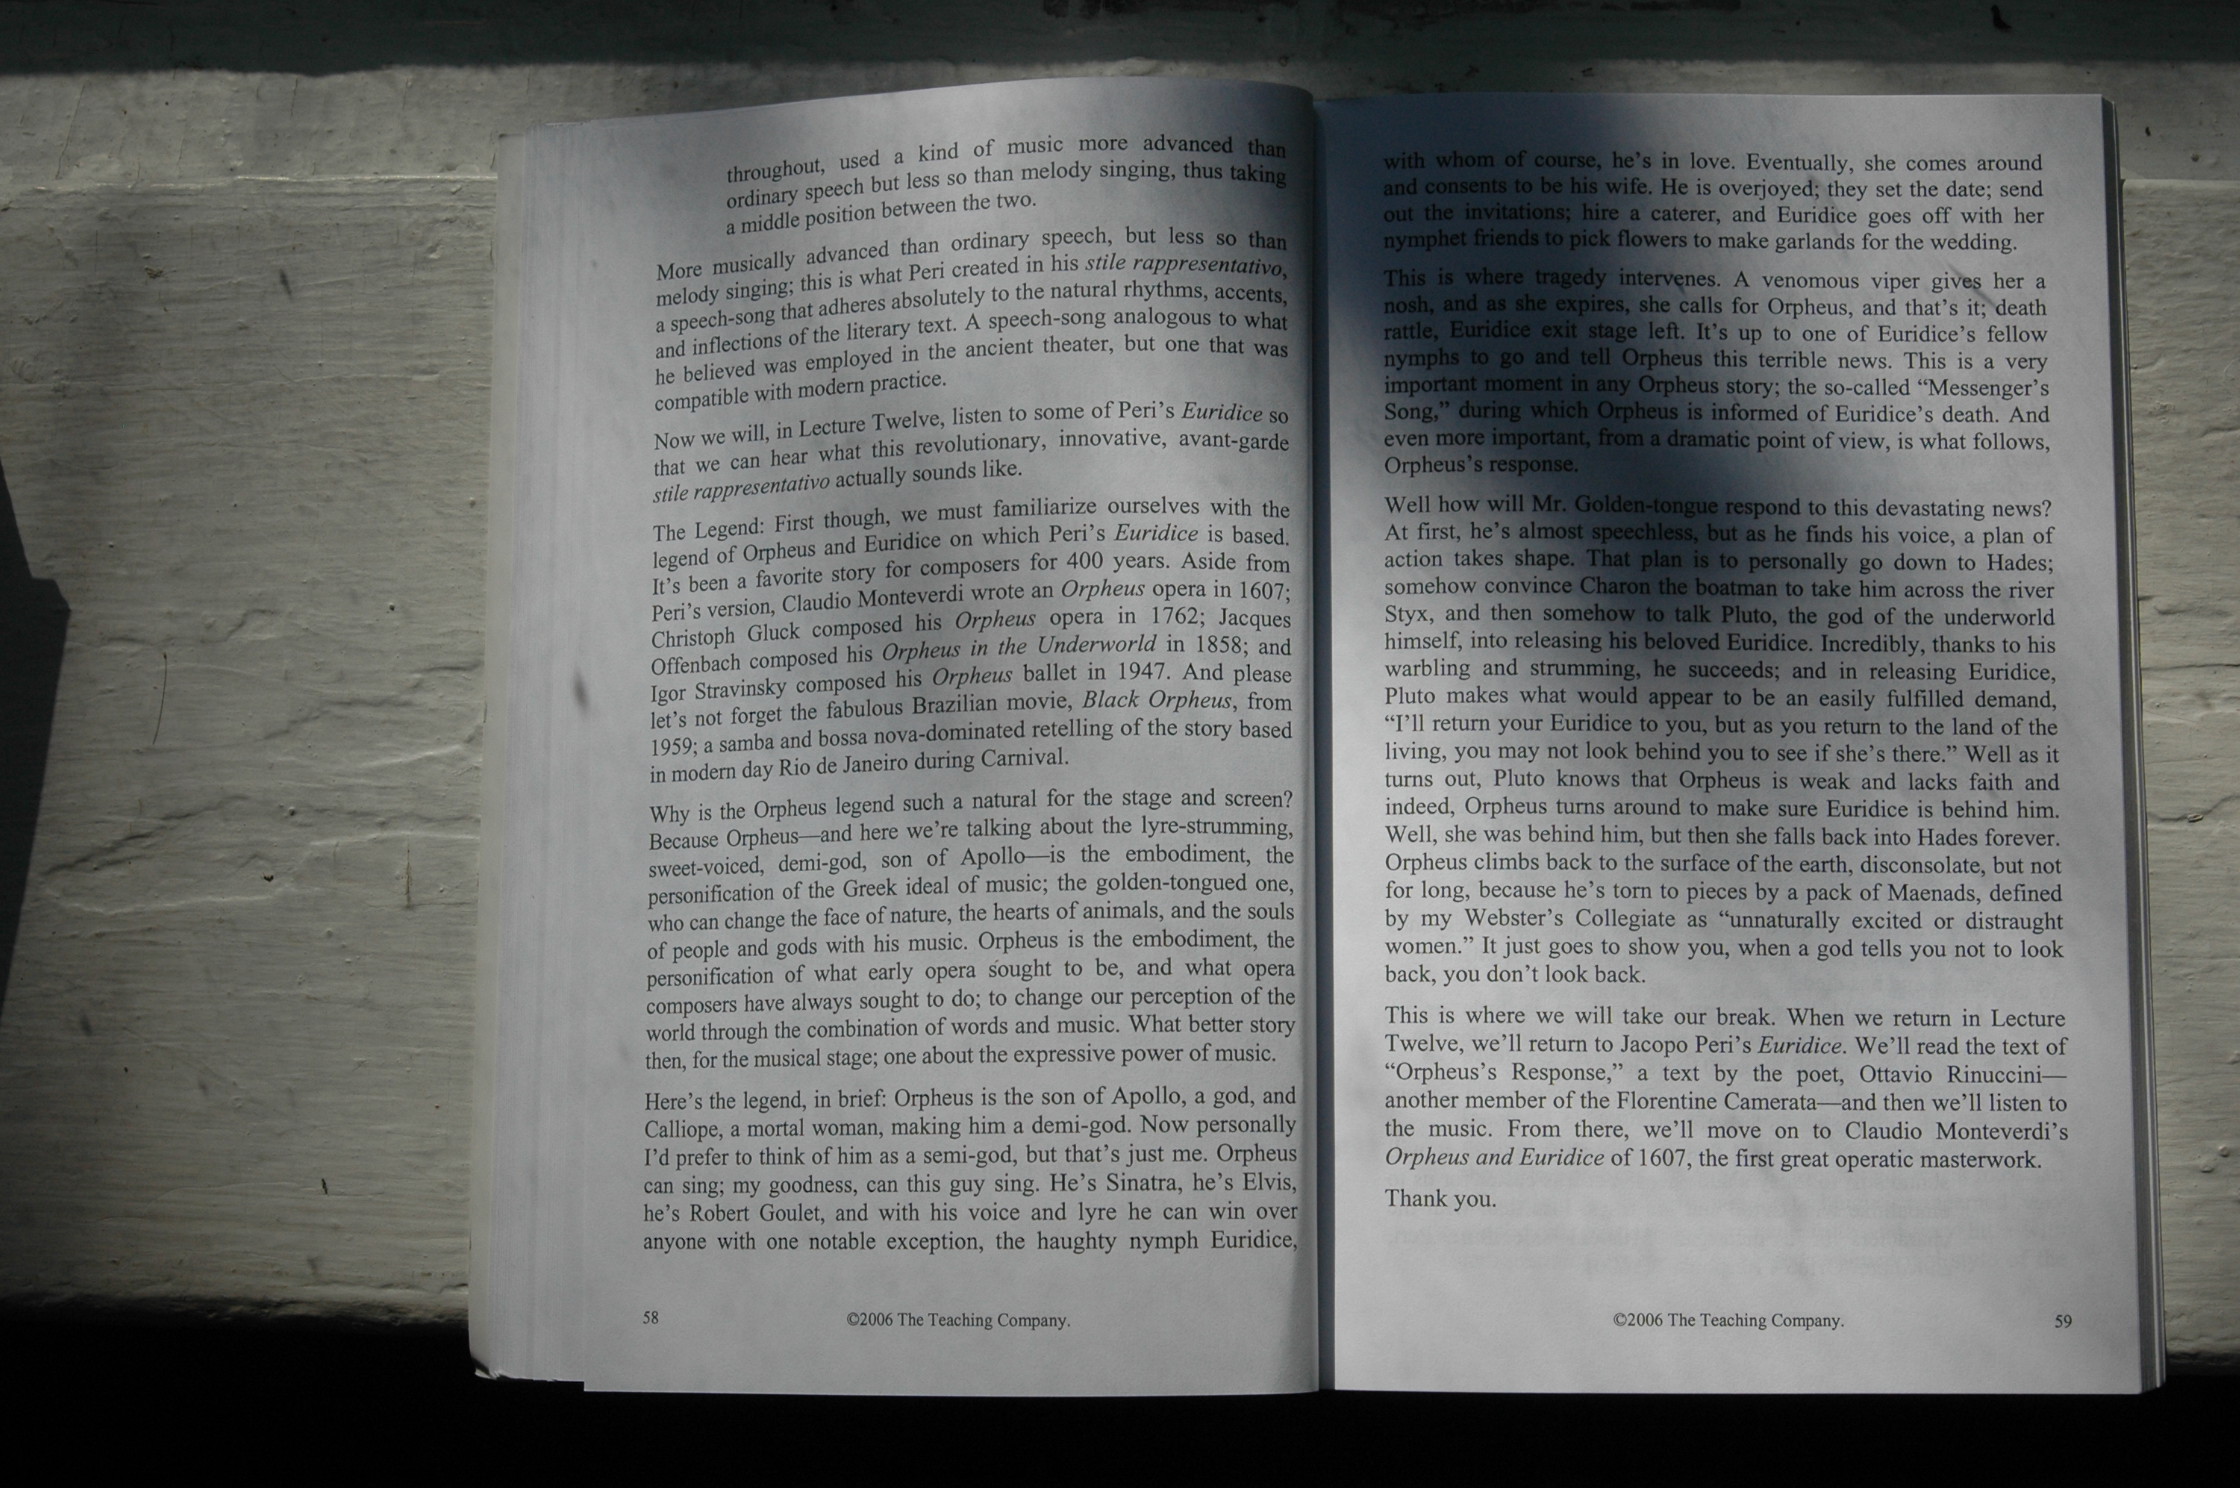 throughout, used a kind of music more advanced than
ordinary speech but less so than melody singing, thus taking
a middle position between the two.
More musically advanced than ordinary speech, but less so than
melody singing; this is what Peri created in his stile rappresentativo,
a speech-song that adheres absolutely to the natural rhythms, accents,
and inflections of the literary text. A speech-song analogous to what
he believed was employed in the ancient theater, but one that was
compatible with modern practice.
Now we will, in Lecture Twelve, listen to some of Peri's Euridice so
that we can hear what this revolutionary, innovative, avant-garde
stile rappresentativo actually sounds like.
The Legend: First though, we must familiarize ourselves with the
legend of Orpheus and Euridice on which Peri's Euridice is based.
It's been a favorite story for composers for 400 years. Aside from
Peri's version, Claudio Monteverdi wrote an Orpheus opera in 1607;
Christoph Gluck composed his Orpheus opera in 1762; Jacques
Offenbach composed his Orpheus in the Underworld in 1858; and
Igor Stravinsky composed his Orpheus ballet in 1947. And please
let's not forget the fabulous Brazilian movie, Black Orpheus, from
1959; a samba and bossa nova-dominated retelling of the story based
in modern day Rio de Janeiro during Carnival.
Why is the Orpheus legend such a natural for the stage and screen?
Because Orpheus—and here we're talking about the lyre-strumming,
sweet-voiced, demi-god, son of Apollo—is the embodiment, the
personification of the Greek ideal of music; the golden-tongued one,
who can change the face of nature, the hearts of animals, and the souls
of people and gods with his music. Orpheus is the embodiment, the
personification of what early opera sought to be, and what opera
composers have always sought to do; to change our perception of the
world through the combination of words and music. What better story
then, for the musical stage; one about the expressive power of music.
Here's the legend, in brief: Orpheus is the son of Apollo, a god, and
Calliope, a mortal woman, making him a demi-god. Now personally
I'd prefer to think of him as a semi-god, but that's just me. Orpheus
can sing; my goodness, can this guy sing. He's Sinatra, he's Elvis,
he's Robert Goulet, and with his voice and lyre he can win over
anyone with one notable exception, the haughty nymph Euridice,
58
©2006 The Teaching Company.
with whom of course, he's in love. Eventually, she comes around
and consents to be his wife. He is overjoyed; they set the date; send
out the invitations; hire a caterer, and Euridice goes off with her
nymphet friends to pick flowers to make garlands for the wedding.
This is where tragedy intervenes. A venomous viper gives her a
nosh, and as she expires, she calls for Orpheus, and that's it; death
rattle, Euridice exit stage left. It's up to one of Euridice's fellow
nymphs to go and tell Orpheus this terrible news. This is a very
important moment in any Orpheus story; the so-called “Messenger's
Song,” during which Orpheus is informed of Euridice's death. And
even more important, from a dramatic point of view, is what follows,
Orpheus's response.
Well how will Mr. Golden-tongue respond to this devastating news?
At first, he's almost speechless, but as he finds his voice, a plan of
action takes shape. That plan is to personally go down to Hades;
somehow convince Charon the boatman to take him across the river
Styx, and then somehow to talk Pluto, the god of the underworld
himself, into releasing his beloved Euridice. Incredibly, thanks to his
warbling and strumming, he succeeds; and in releasing Euridice,
Pluto makes what would appear to be an easily fulfilled demand,
“I'll return your Euridice to you, but as you return to the land of the
living, you may not look behind you to see if she's there.” Well as it
turns out, Pluto knows that Orpheus is weak and lacks faith and
indeed, Orpheus turns around to make sure Euridice is behind him.
Well, she was behind him, but then she falls back into Hades forever.
Orpheus climbs back to the surface of the earth, disconsolate, but not
for long, because he's torn to pieces by a pack of Maenads, defined
by my Webster's Collegiate as “unnaturally excited or distraught
women.” It just goes to show you, when a god tells you not to look
back, you don't look back.
This is where we will take our break. When we return in Lecture
Twelve, we'll return to Jacopo Peri's Euridice. We'll read the text of
“Orpheus's Response,” a text by the poet, Ottavio Rinuccini—
another member of the Florentine Camerata—and then we'll listen to
the music. From there, we'll move on to Claudio Monteverdi's
Orpheus and Euridice of 1607, the first great operatic masterwork.
Thank you.
©2006 The Teaching Company.
59